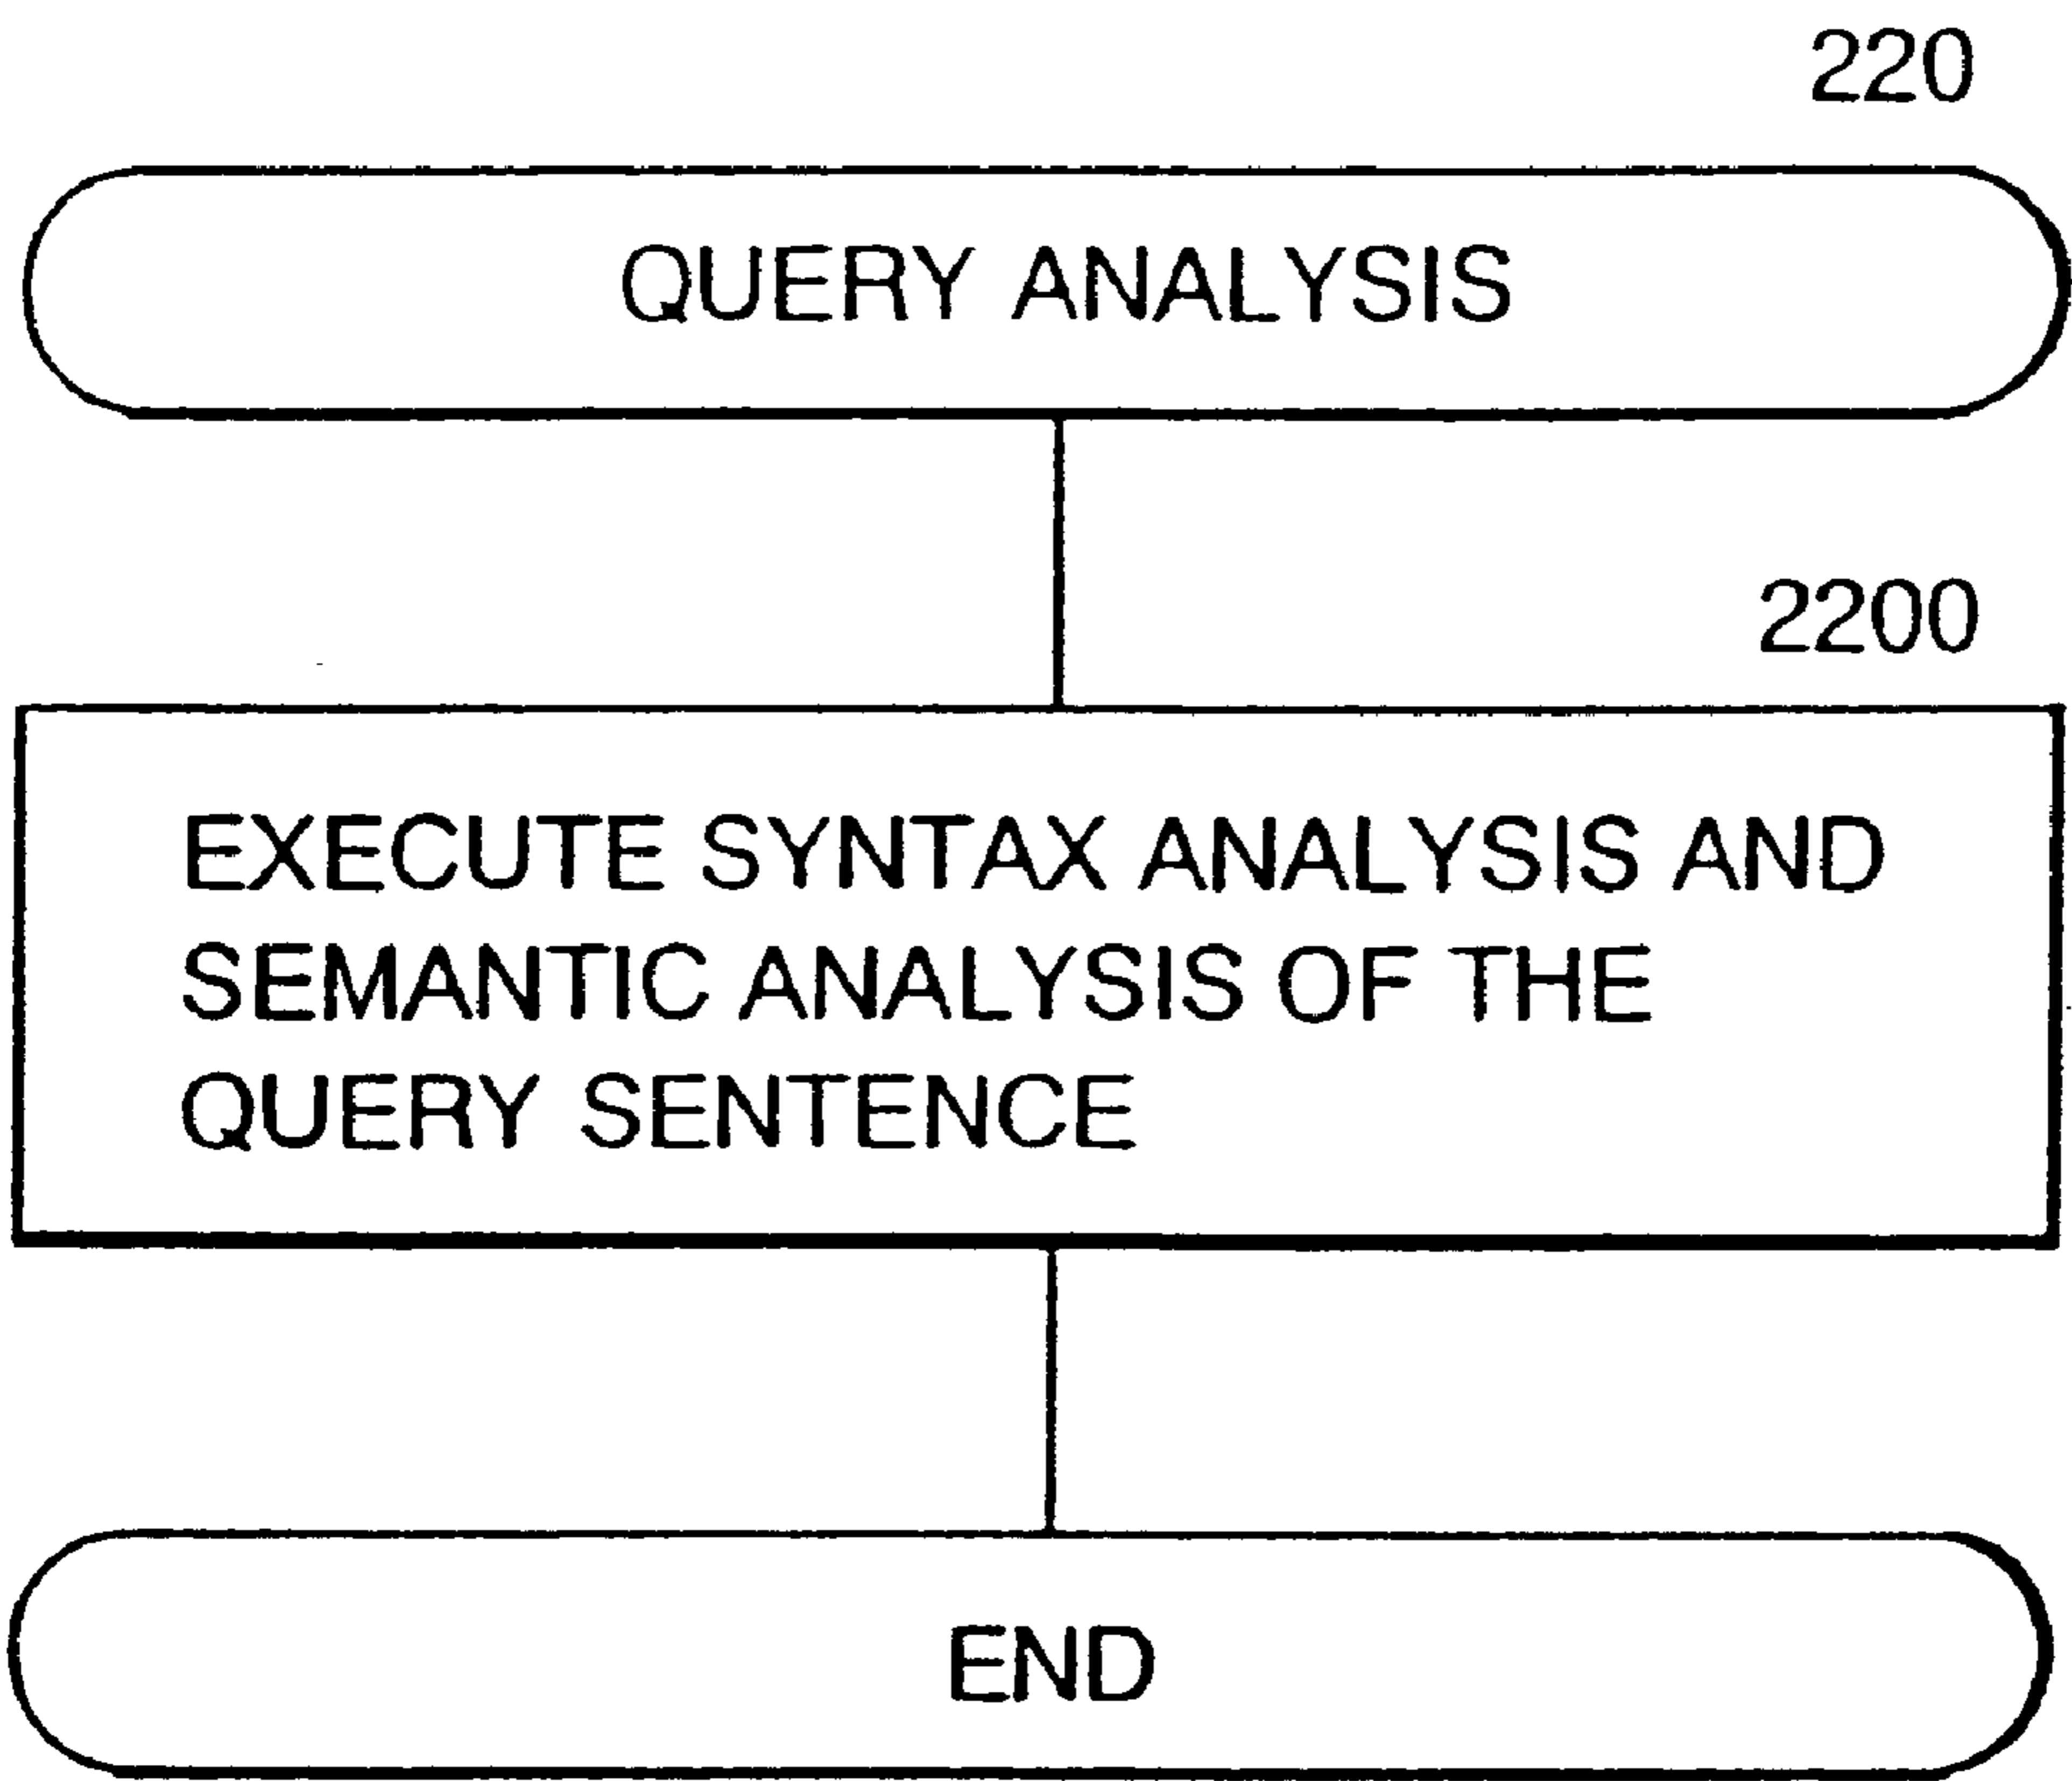 220
QUERY ANALYSIS
2200
EXECUTE SYNTAX ANALYSIS AND
SEMANTIC ANALYSIS OF THE
QUERY SENTENCE
END